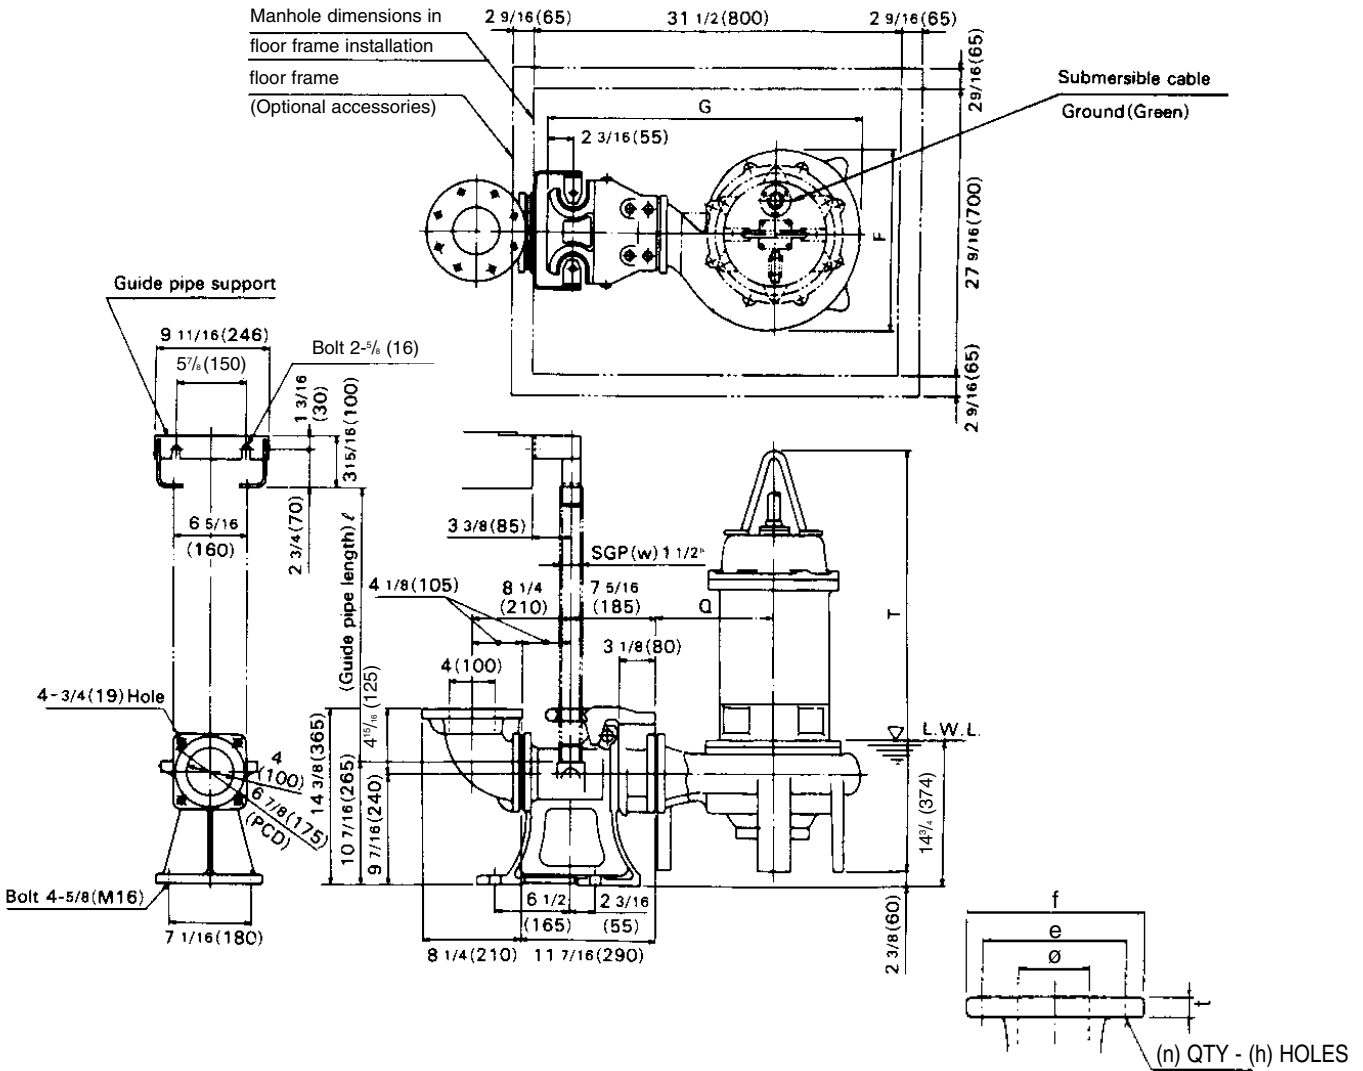 Manhole dimensions in
floor frame installation
floor frame
(Optional accessories)
2 9/16(65)
31 1/2(800)
2 9/16(65)
29/16(65)
Submersible cable
Ground(Green)
G
2 3/16(55)
F
27 9/16(700)
2 9/16(65)
Guide pipe support
9 11/16(246)
5⅞(150)
Bolt 2-⅝ (16)
1 3/16
(30)
315/16(100)
2 3/4(70)
6 5/16
(160)
(Guide pipe length) ℓ
3 3/8(85)
SGP(w) 1 1/2"
4 1/8(105)
8 1/4
(210)
7 5/16
(185)
Q
T
3 1/8(80)
4(100)
4 15/16 (125)
4-3/4(19)Hole
14 3/8(365)
10 7/16(265)
9 7/16(240)
4
(100)
6 7/8(175)
(PCD)
L.W.L.
14¾ (374)
Bolt 4-5/8(M16)
7 1/16(180)
6 1/2
(165)
2 3/16
(55)
8 1/4(210)
11 7/16(290)
2 3/8(60)
f
e
ø
t
(n) QTY - (h) HOLES